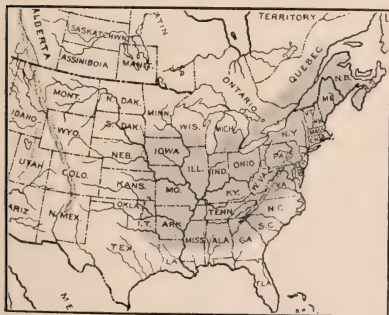 ALBERTA
SASKATCHWN.
TERRITORY
ASSINIBOIA
MANIT.
ONTARIO
QUEBEC
N.B.
ME.
MONT.
N. DAK.
MINN.
IDAHO
WYO.
S. DAK.
WIS.
MICH.
N.Y.
MASS
NEB.
IOWA
UTAH
COLO.
KANS.
MO.
ILL.
IND.
OHIO
PA.
W.VA.
VA.
KY.
ARIZ.
N. MEX.
OKLA.
I.T.
ARK.
TENN.
N.C.
S.C.
TEX.
LA.
MISS
ALA
GA
FLA.
ME